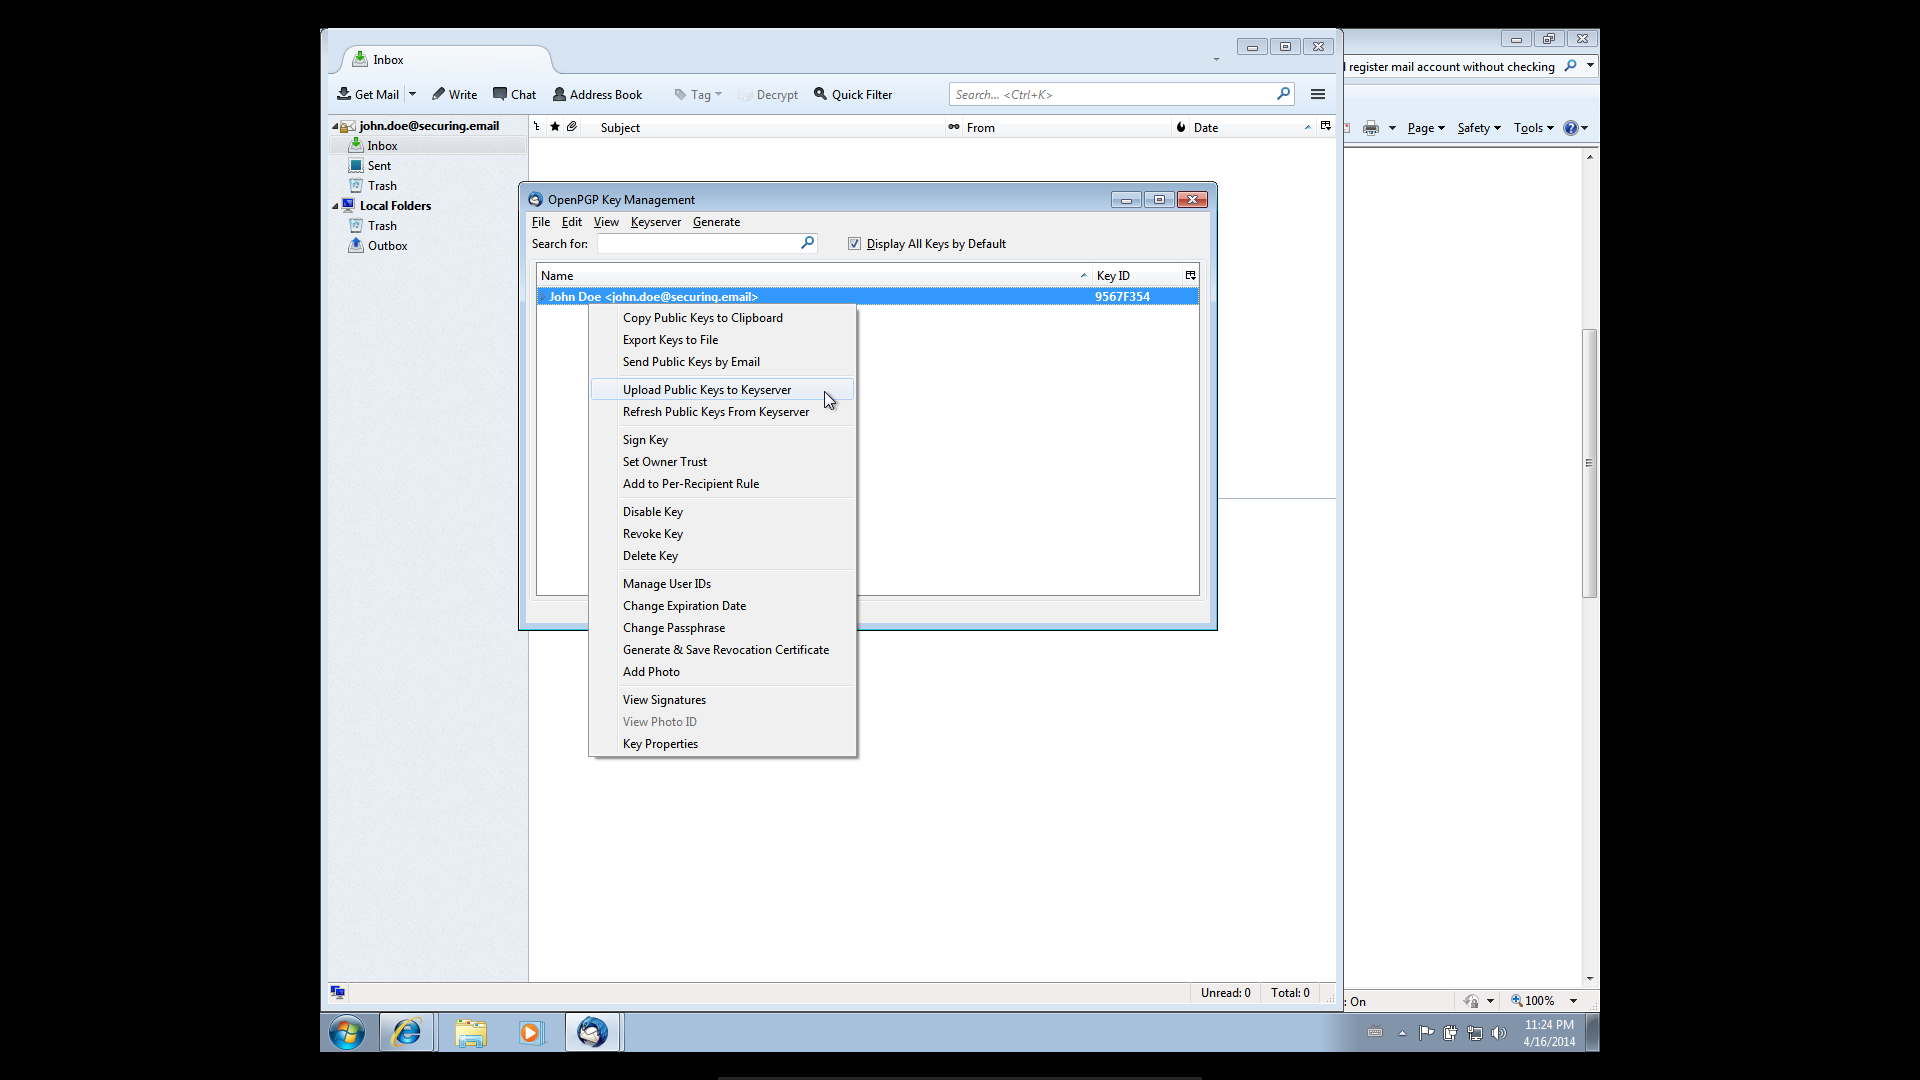 Inbox
register mail account without checking
Get Mail
Write
Chat
Address Book
Tag
Decrypt
Quick Filter
Search... <Ctrl+K>
john.doe@securing.email
Subject
From
Date
Page
Safety
Tools
Inbox
Sent
Trash
Local Folders
Trash
Outbox
OpenPGP Key Management
File
Edit
View
Keyserver
Generate
Search for:
Display All Keys by Default
Name
Key ID
John Doe <john.doe@securing.email>
9567F354
Copy Public Keys to Clipboard
Export Keys to File
Send Public Keys by Email
Upload Public Keys to Keyserver
Refresh Public Keys From Keyserver
Sign Key
Set Owner Trust
Add to Per-Recipient Rule
Disable Key
Revoke Key
Delete Key
Manage User IDs
Change Expiration Date
Change Passphrase
Generate & Save Revocation Certificate
Add Photo
View Signatures
View Photo ID
Key Properties
Unread: 0
Total: 0
: On
100%
11:24 PM
4/16/2014